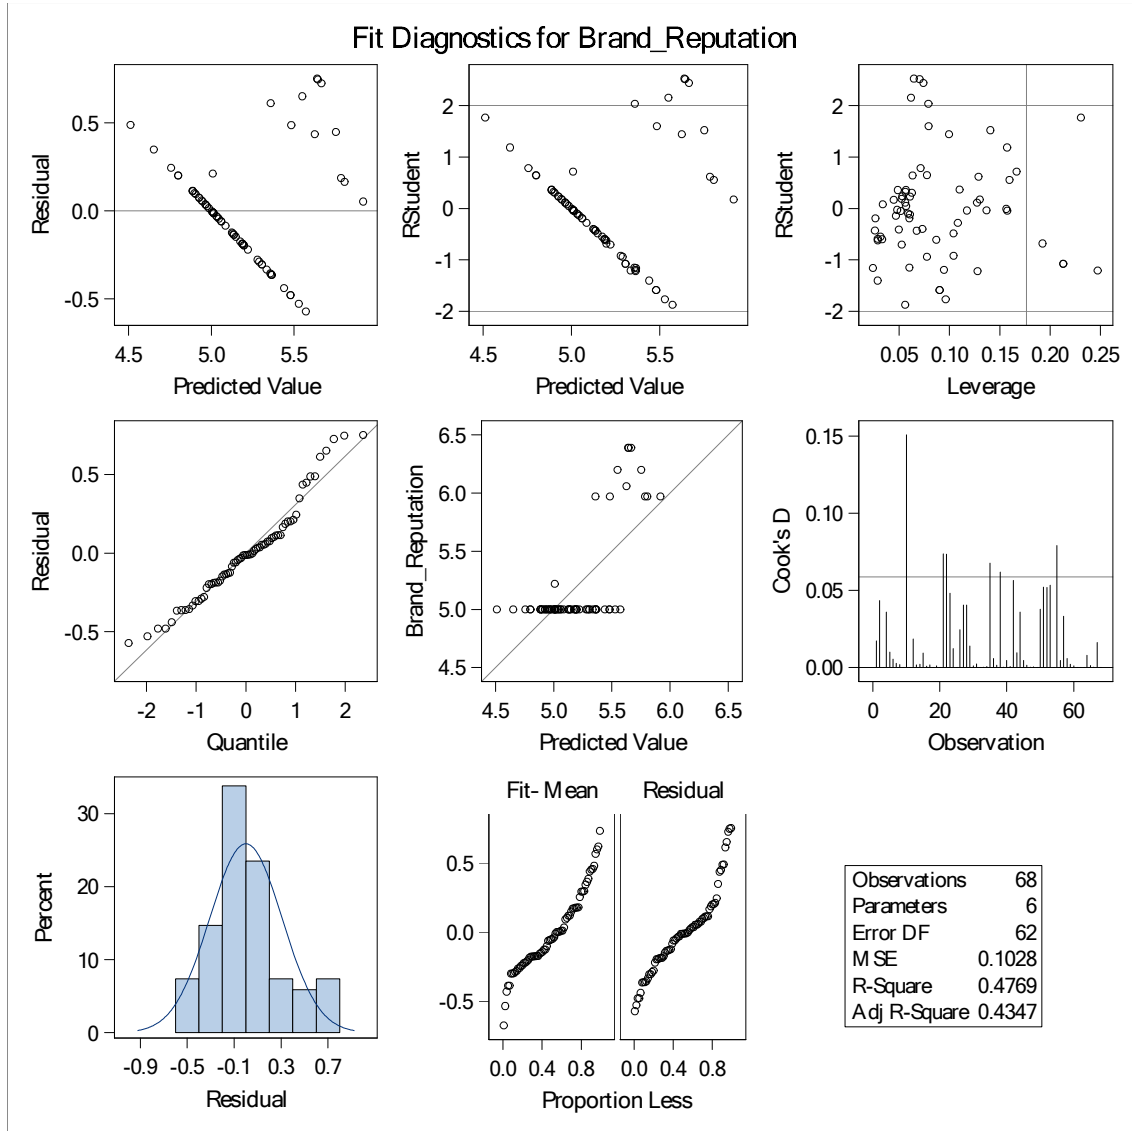 Fit Diagnostics for Brand_Reputation
Residual
0.5
0.0
-0.5
4.5 5.0 5.5
Predicted Value
RStudent
2
1
0
-1
-2
4.5 5.0 5.5
Predicted Value
RStudent
2
1
0
-1
-2
0.05 0.10 0.15 0.20 0.25
Leverage
Residual
0.5
0.0
-0.5
-2 -1 0 1 2
Quantile
Brand_Reputation
6.5
6.0
5.5
5.0
4.5
4.5 5.0 5.5 6.0 6.5
Predicted Value
Cook's D
0.15
0.10
0.05
0.00
0 20 40 60
Observation
Percent
30
20
10
0
-0.9 -0.5 -0.1 0.3 0.7
Residual
Fit-Mean Residual
0.5
0.0
-0.5
0.0 0.4 0.8 0.0 0.4 0.8
Proportion Less
Observations 68
Parameters 6
Error DF 62
MSE 0.1028
R-Square 0.4769
Adj R-Square 0.4347